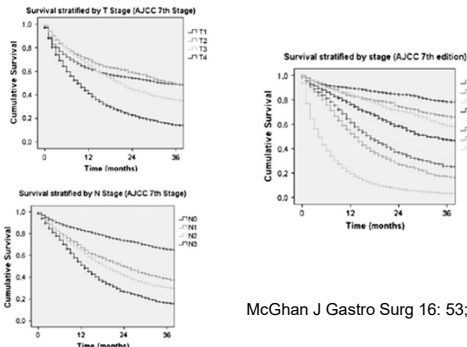 Survival stratified by T Stage (AJCC 7th Stage)
Cumulative Survival
1.0
0.8
0.6
0.4
0.2
0.0
0
12
24
36
Time (months)
T1
T2
T3
T4
Survival stratified by N Stage (AJCC 7th Stage)
Cumulative Survival
1.0
0.8
0.6
0.4
0.2
0.0
0
12
24
36
Time (months)
N0
N1
N2
N3
Survival stratified by stage (AJCC 7th edition)
Cumulative Survival
1.0
0.8
0.6
0.4
0.2
0.0
0
12
24
36
Time (months)
McGhan J Gastro Surg 16: 53;